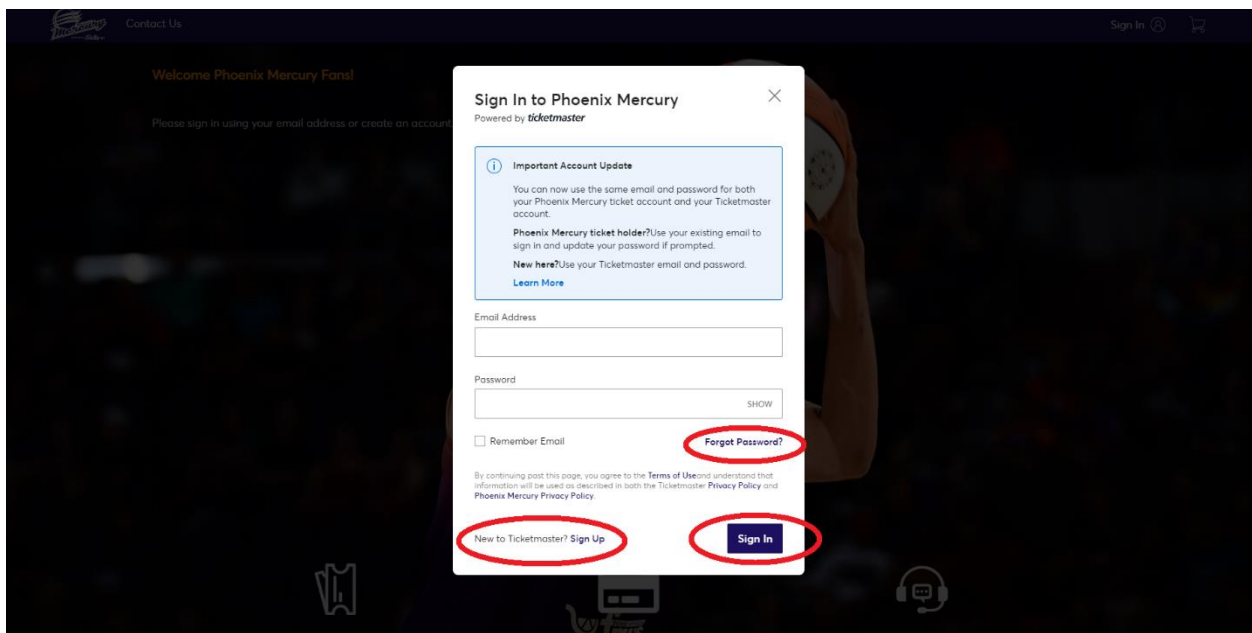 Mercury
Contact Us
Sign In
Welcome Phoenix Mercury Fans!
Please sign in using your email address or create an account
Sign In to Phoenix Mercury
Powered by ticketmaster
Important Account Update
You can now use the same email and password for both
your Phoenix Mercury ticket account and your Ticketmaster
account.
Phoenix Mercury ticket holder?Use your existing email to
sign in and update your password if prompted.
New here?Use your Ticketmaster email and password.
Learn More
Email Address
Password
SHOW
Remember Email
Forgot Password?
By continuing past this page, you agree to the Terms of Useand understand that
information will be used as described in both the Ticketmaster Privacy Policy and
Phoenix Mercury Privacy Policy.
New to Ticketmaster? Sign Up
Sign In